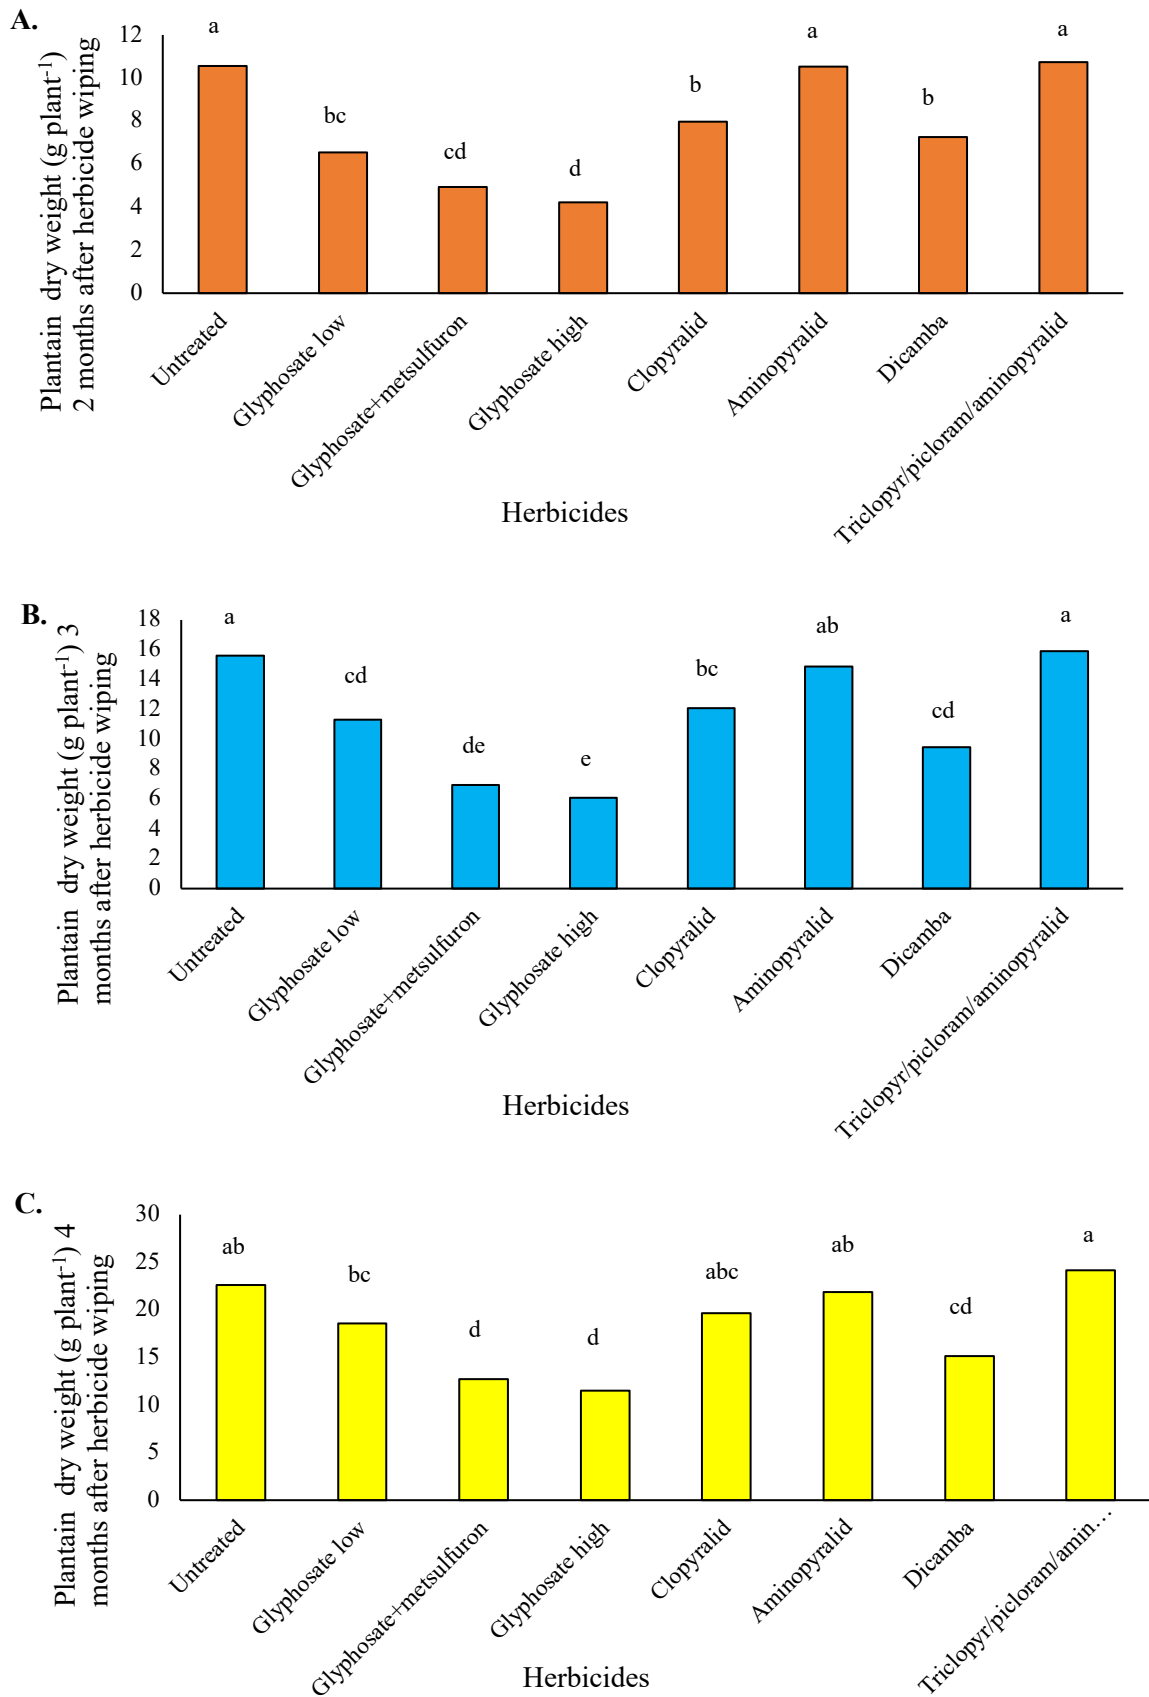 A.
Plantain dry weight (g plant⁻¹)
2 months after herbicide wiping
12
10
8
6
4
2
0
a
bc
cd
d
b
a
b
a
Untreated
Glyphosate low
Glyphosate+metsulfuron
Glyphosate high
Clopyralid
Aminopyralid
Dicamba
Triclopyr/picloram/aminopyralid
Herbicides
B.
Plantain dry weight (g plant⁻¹) 3
months after herbicide wiping
18
16
14
12
10
8
6
4
2
0
a
cd
de
e
bc
ab
cd
a
Untreated
Glyphosate low
Glyphosate+metsulfuron
Glyphosate high
Clopyralid
Aminopyralid
Dicamba
Triclopyr/picloram/aminopyralid
Herbicides
C.
Plantain dry weight (g plant⁻¹) 4
months after herbicide wiping
30
25
20
15
10
5
0
ab
bc
d
d
abc
ab
cd
a
Untreated
Glyphosate low
Glyphosate+metsulfuron
Glyphosate high
Clopyralid
Aminopyralid
Dicamba
Triclopyr/picloram/amin…
Herbicides